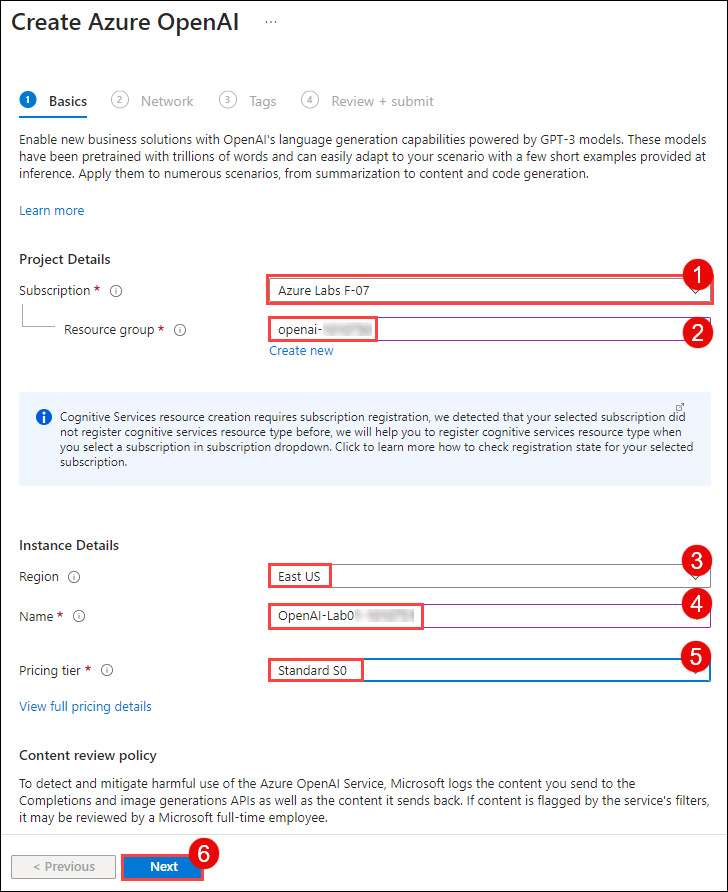 Create Azure OpenAI ...
1 Basics 2 Network 3 Tags 4 Review + submit
Enable new business solutions with OpenAI's language generation capabilities powered by GPT-3 models. These models
have been pretrained with trillions of words and can easily adapt to your scenario with a few short examples provided at
inference. Apply them to numerous scenarios, from summarization to content and code generation.
Learn more
Project Details
1
Subscription * Azure Labs F-07
Resource group * openai- 2
Create new
Cognitive Services resource creation requires subscription registration, we detected that your selected subscription did
not register cognitive services resource type before, we will help you to register cognitive services resource type when
you select a subscription in subscription dropdown. Click to learn more how to check registration state for your selected
subscription.
Instance Details
3
Region East US
4
Name * OpenAI-Lab0
5
Pricing tier * Standard S0
View full pricing details
Content review policy
To detect and mitigate harmful use of the Azure OpenAI Service, Microsoft logs the content you send to the
Completions and image generations APIs as well as the content it sends back. If content is flagged by the service's filters,
it may be reviewed by a Microsoft full-time employee.
6
< Previous Next